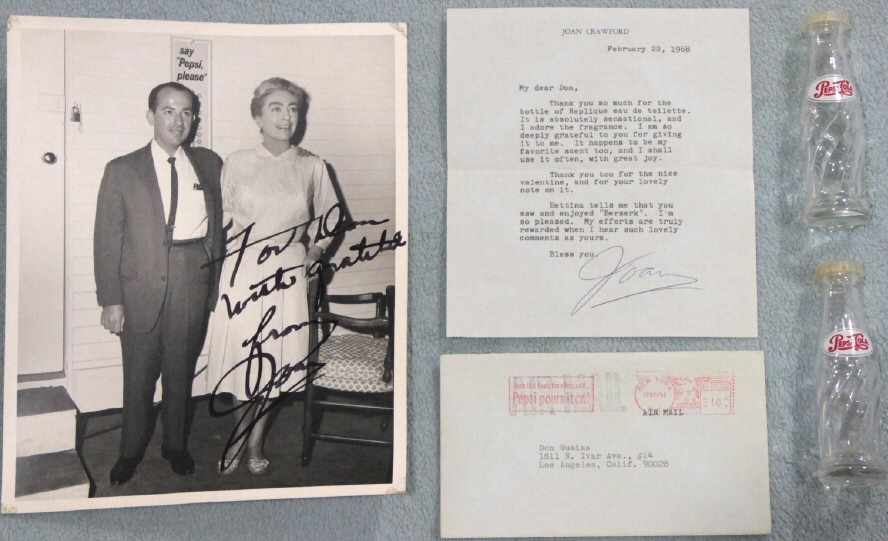 say
"Pepsi,
please"
For Don
with gratitude
from
Joan
JOAN CRAWFORD
February 22, 1968
My dear Don,
Thank you so much for the
bottle of Replique eau de toilette.
It is absolutely sensational, and
I adore the fragrance. I am so
deeply grateful to you for giving
it to me. It happens to be my
favorite scent too, and I shall
use it often, with great joy.
Thank you too for the nice
valentine, and for your lovely
note on it.
Bettina tells me that you
saw and enjoyed "Berserk". I'm
so pleased. My efforts are truly
rewarded when I hear such lovely
comments as yours.
Bless you
Joan
Pepsi pours it on!
AIR MAIL
Don
1811 N. Ivar Ave., #14
Los Angeles, Calif. 90028
PEPSI-COLA
PEPSI-COLA